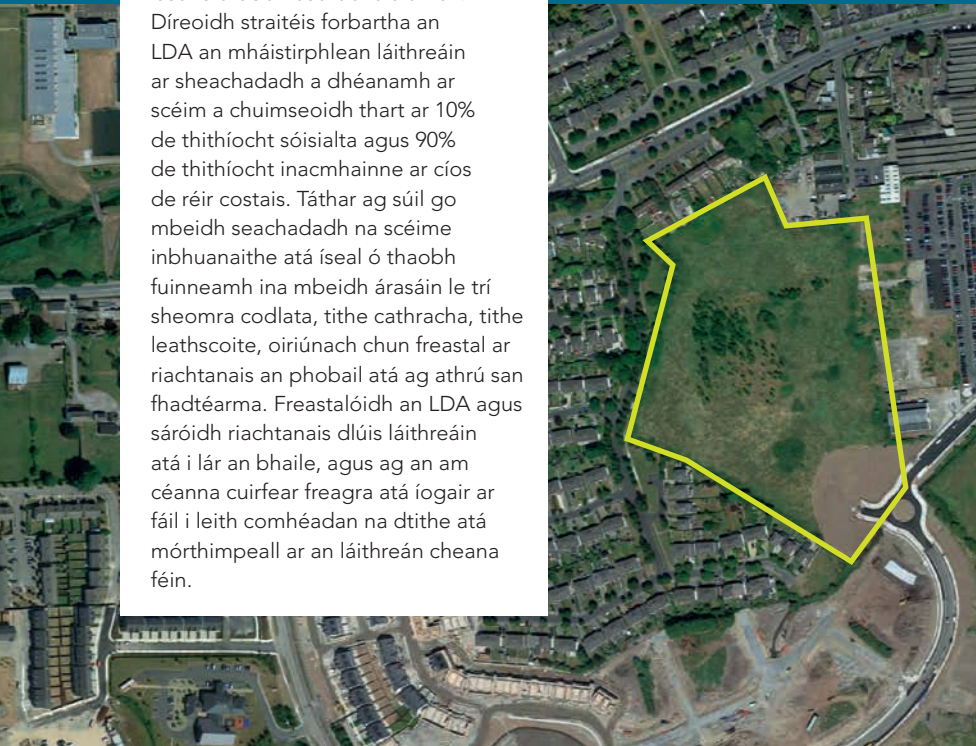 Díreoidh straitéis forbartha an
LDA an mháistirphlean láithreáin
ar sheachadadh a dhéanamh ar
scéim a chuimseoidh thart ar 10%
de thithíocht sóisialta agus 90%
de thithíocht inacmhainne ar cíos
de réir costais. Táthar ag súil go
mbeidh seachadadh na scéime
inbhuanaithe atá íseal ó thaobh
fuinneamh ina mbeidh árasáin le trí
sheomra codlata, tithe cathracha, tithe
leathscoite, oiriúnach chun freastal ar
riachtanais an phobail atá ag athrú san
fhadtéarma. Freastalóidh an LDA agus
sáróidh riachtanais dlúis láithreáin
atá i lár an bhaile, agus ag an am
céanna cuirfear freagra atá íogair ar
fáil i leith comhéadan na dtithe atá
mórthimpeall ar an láithreán cheana
féin.